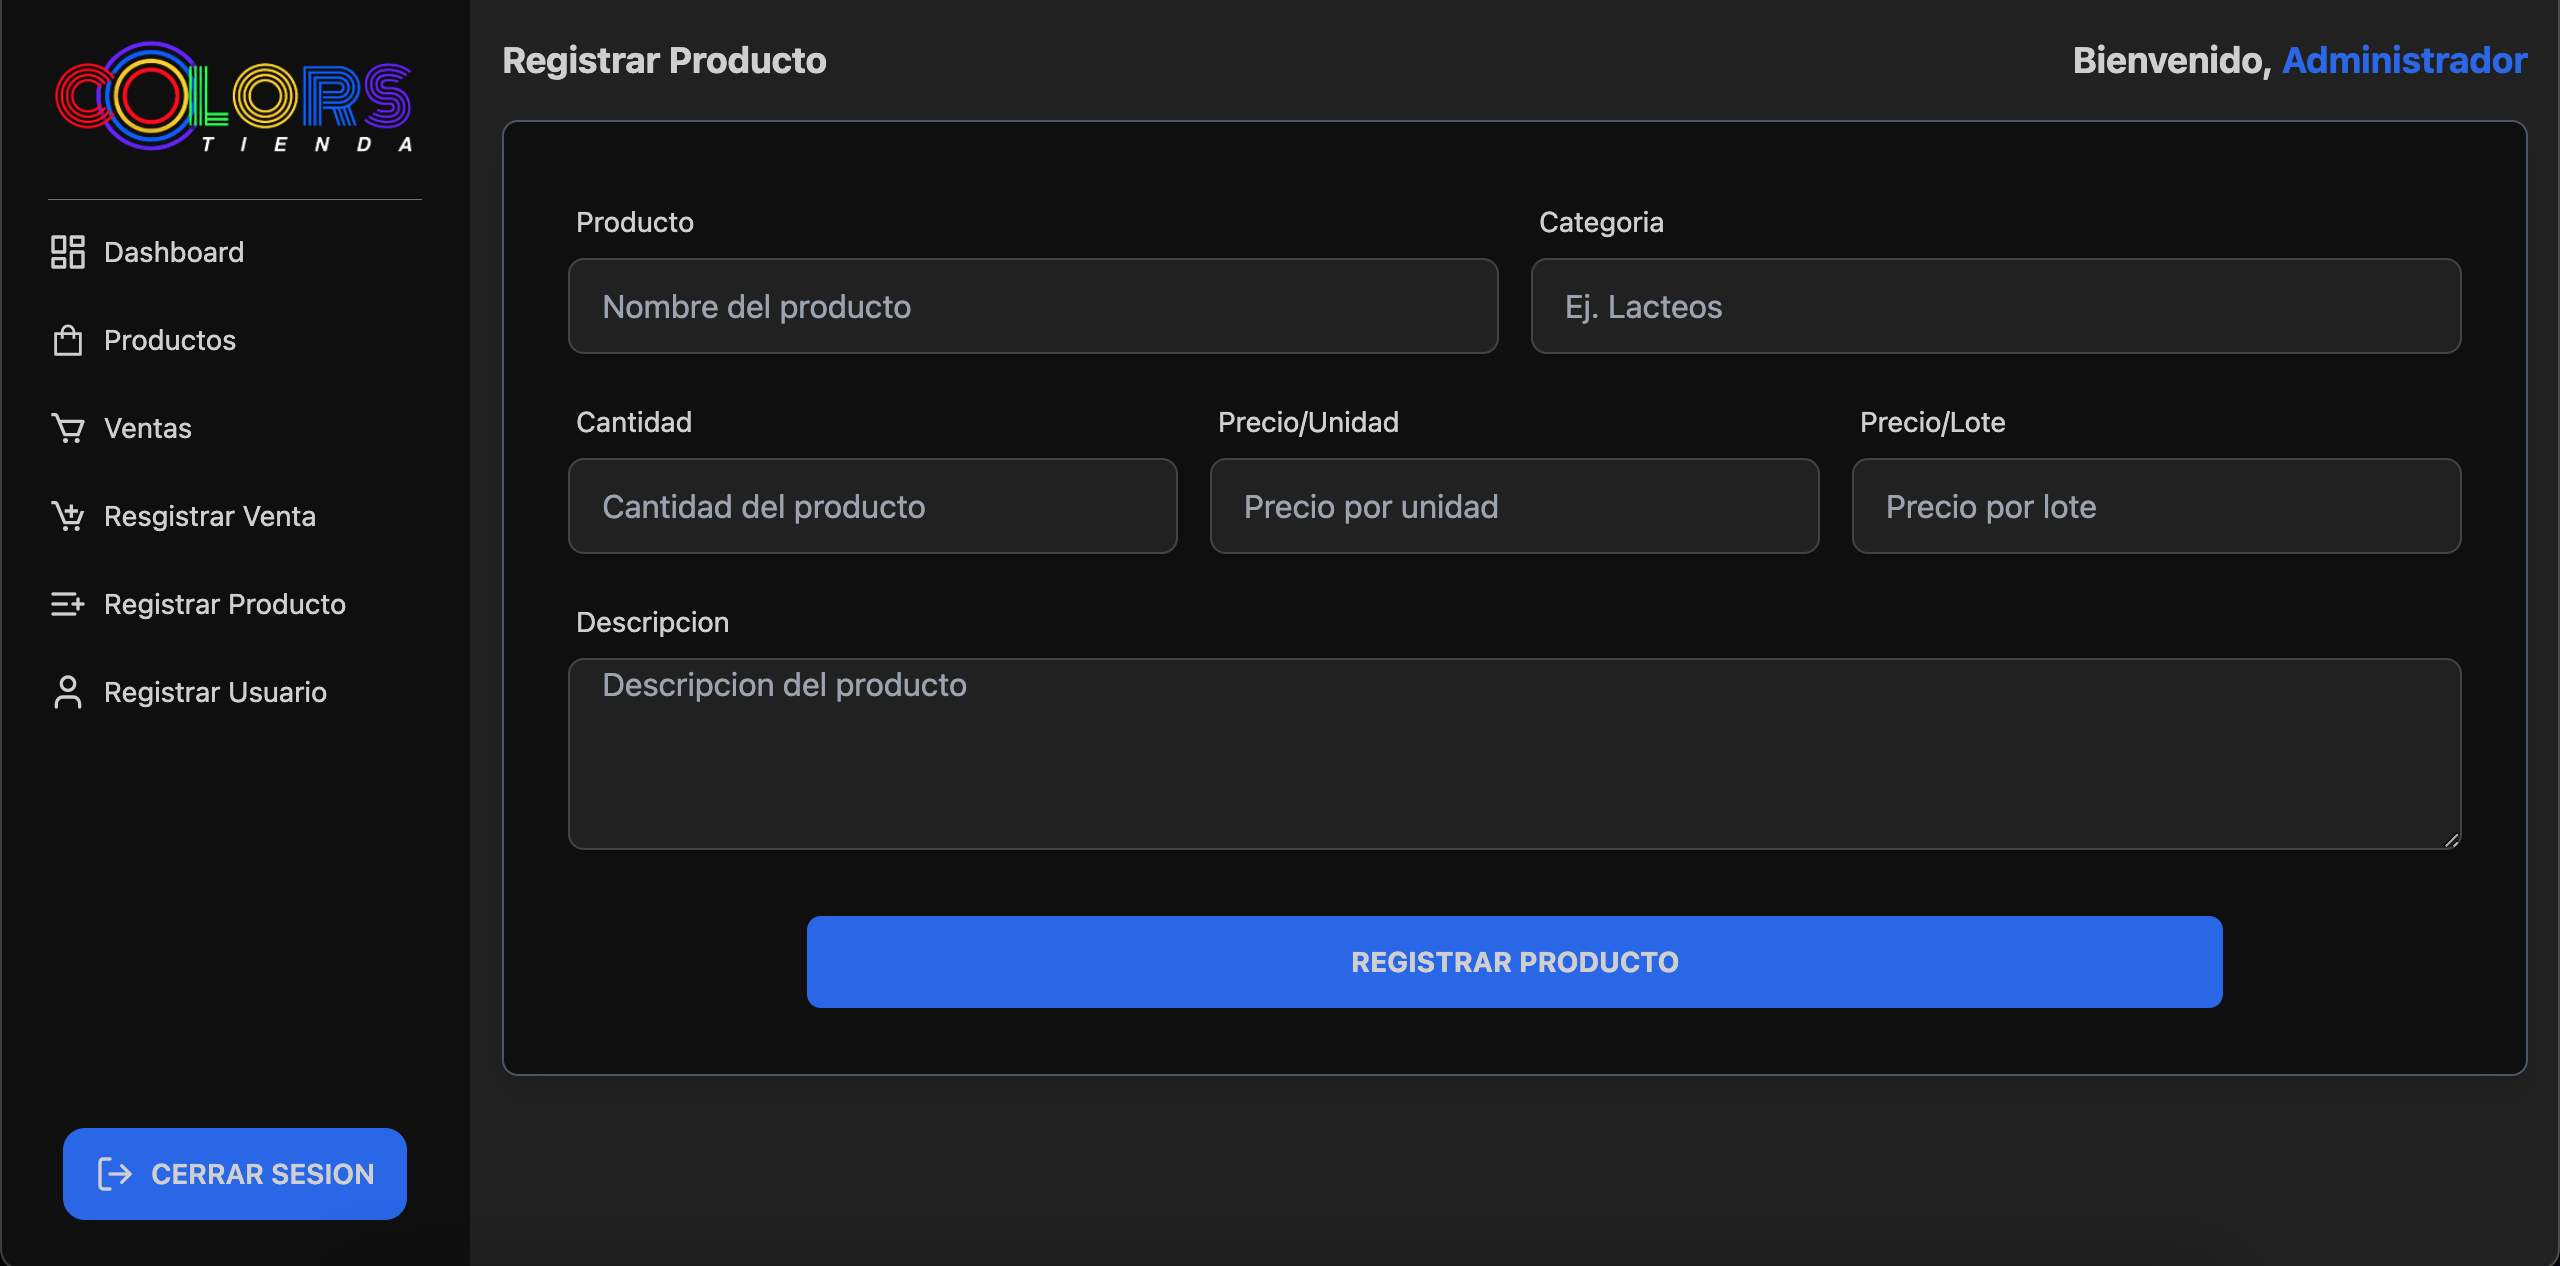 COLORS
TIENDA
Dashboard
Productos
Ventas
Resgistrar Venta
Registrar Producto
Registrar Usuario
CERRAR SESION
Registrar Producto
Bienvenido, Administrador
Producto
Nombre del producto
Categoria
Ej. Lacteos
Cantidad
Cantidad del producto
Precio/Unidad
Precio por unidad
Precio/Lote
Precio por lote
Descripcion
Descripcion del producto
REGISTRAR PRODUCTO